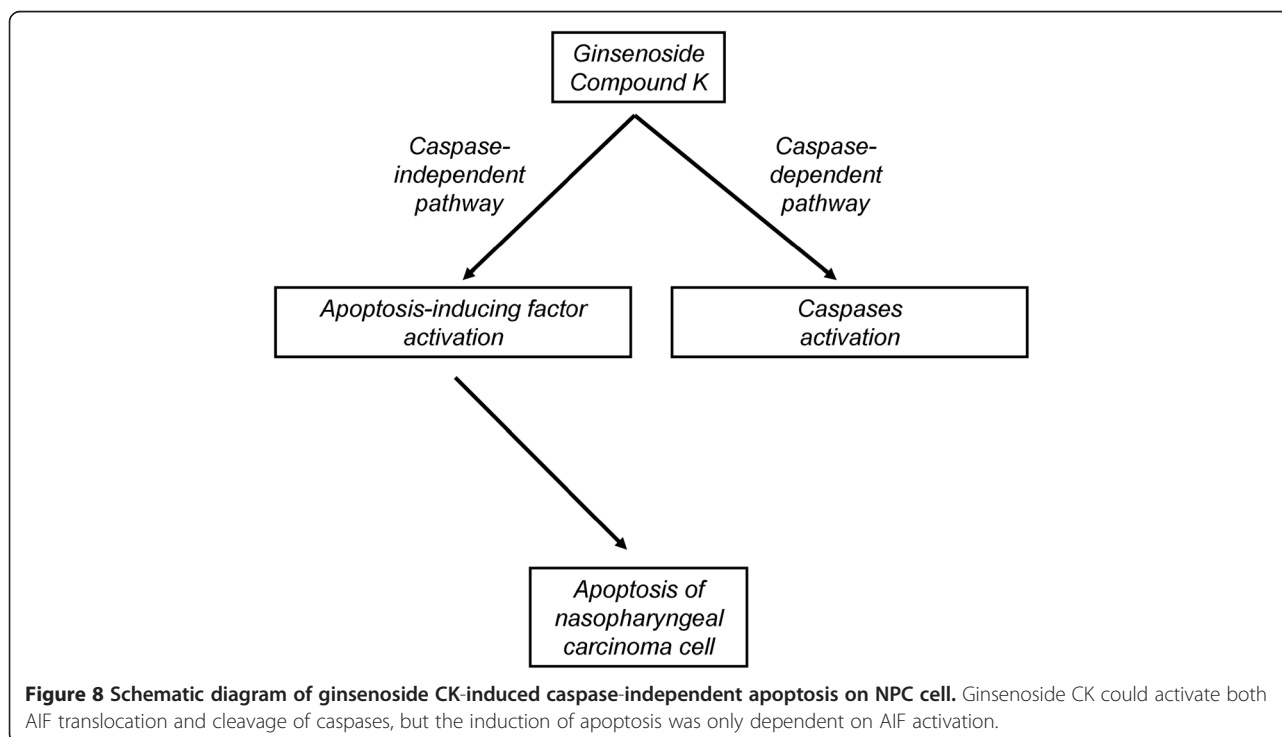 Ginsenoside
Compound K
Caspase-
independent
pathway
Caspase-
dependent
pathway
Apoptosis-inducing factor
activation
Caspases
activation
Apoptosis of
nasopharyngeal
carcinoma cell
Figure 8 Schematic diagram of ginsenoside CK-induced caspase-independent apoptosis on NPC cell. Ginsenoside CK could activate both
AIF translocation and cleavage of caspases, but the induction of apoptosis was only dependent on AIF activation.